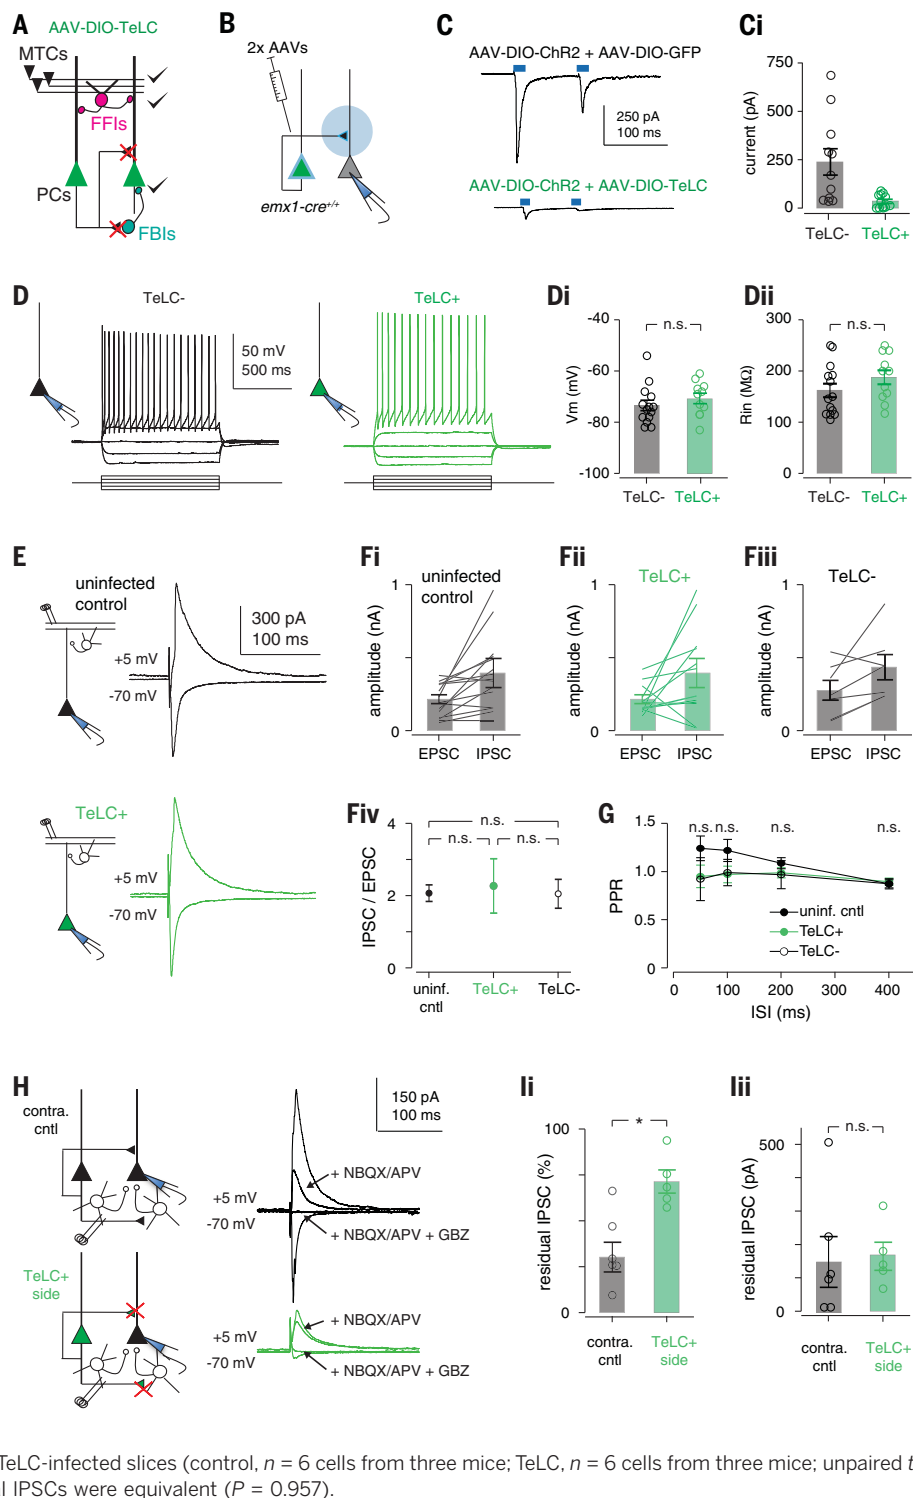 A
AAV-DIO-TeLC
MTCs
FFIs
PCs
FBIs
B
2x AAVs
emx1-cre+/+
C
AAV-DIO-ChR2 + AAV-DIO-GFP
250 pA
100 ms
AAV-DIO-ChR2 + AAV-DIO-TeLC
Ci
current (pA)
750
500
250
0
TeLC- TeLC+
D
TeLC-
TeLC+
50 mV
500 ms
Di
Vm (mV)
-40
-60
-80
-100
n.s.
TeLC- TeLC+
Dii
Rin (MΩ)
300
200
100
0
n.s.
TeLC- TeLC+
E
uninfected
control
+5 mV
-70 mV
300 pA
100 ms
TeLC+
+5 mV
-70 mV
Fi
uninfected
control
amplitude (nA)
1
0
EPSC IPSC
Fii
TeLC+
amplitude (nA)
1
0
EPSC IPSC
Fiii
TeLC-
amplitude (nA)
1
0
EPSC IPSC
Fiv
IPSC / EPSC
4
2
0
n.s.
n.s. n.s.
uninf.
cntl
TeLC+
TeLC-
G
PPR
1.5
1.0
0.5
0
n.s. n.s. n.s. n.s.
uninf. cntl
TeLC+
TeLC-
0 100 200 300 400
ISI (ms)
H
contra.
cntl
150 pA
100 ms
+ NBQX/APV
+5 mV
-70 mV
+ NBQX/APV + GBZ
TeLC+
side
+ NBQX/APV
+5 mV
-70 mV
+ NBQX/APV + GBZ
Ii
residual IPSC (%)
100
0
*
contra.
cntl
TeLC+
side
Iii
residual IPSC (pA)
500
0
n.s.
contra.
cntl
TeLC+
side
TeLC-infected slices (control, n = 6 cells from three mice; TeLC, n = 6 cells from three mice; unpaired t
IPSCs were equivalent (P = 0.957).